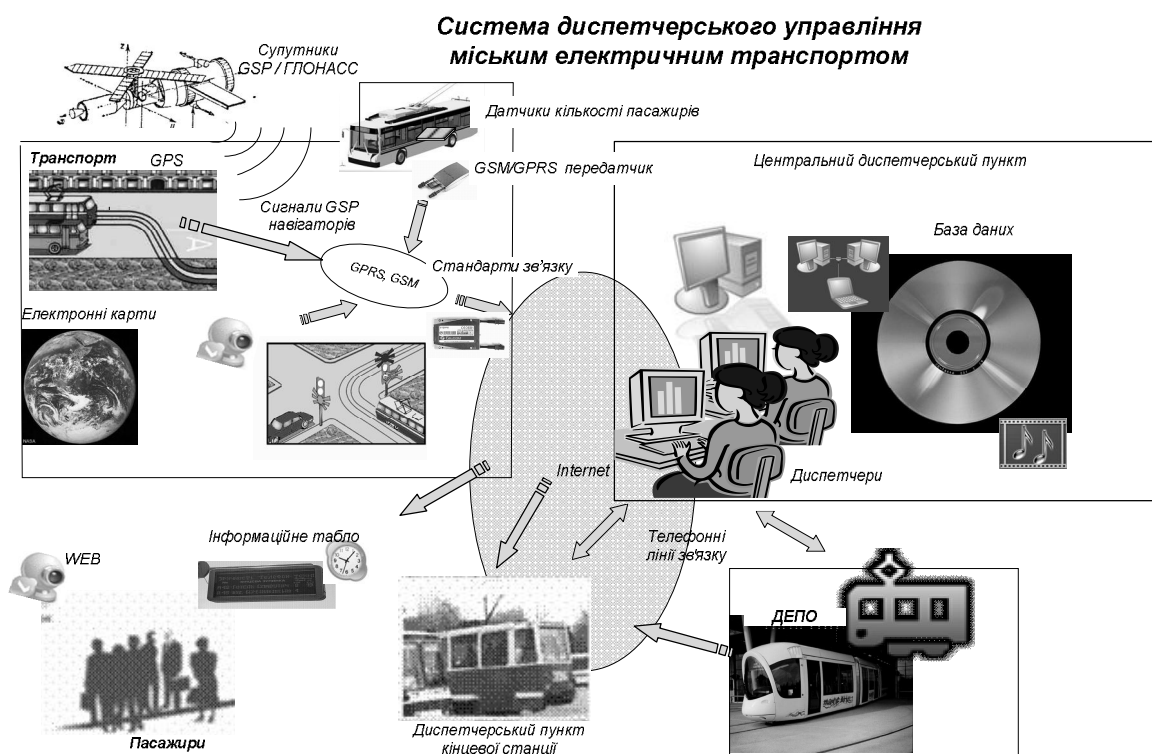 Система диспетчерського управління
міським електричним транспортом
Супутники
GSP / ГЛОНАСС
Датчики кількості пасажирів
Транспорт
GPS
GSM/GPRS передатчик
Центральний диспетчерський пункт
Сигнали GSP
навігаторів
База даних
GPRS, GSM
Стандарти зв'язку
Електронні карти
NASA
Internet
Диспетчери
Інформаційне табло
WEB
Телефонні
лінії зв'язку
ДЕПО
Пасажири
Диспетчерський пункт
кінцевої станції